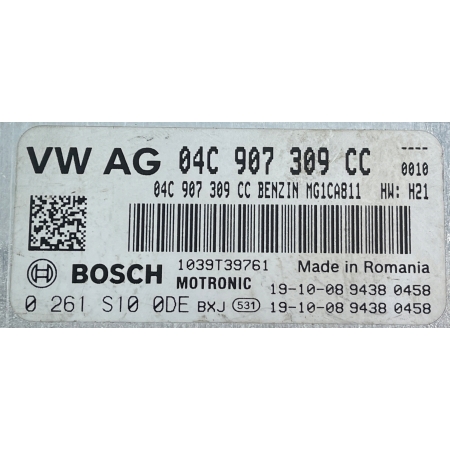 VW AG 04C 907 309 CC ----
0010
04C 907 309 CC BENZIN MG1CA811 HW: H21
BOSCH 1039T39761 Made in Romania
MOTRONIC 19-10-08 9438 0458
0 261 S10 0DE BXJ 531 19-10-08 9438 0458